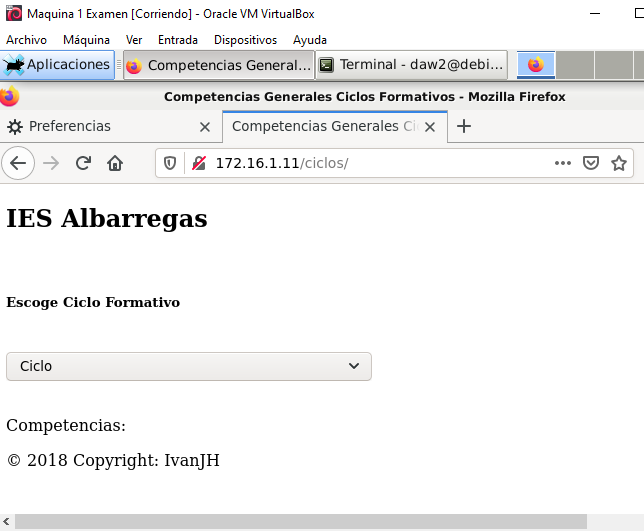 Maquina 1 Examen [Corriendo] - Oracle VM VirtualBox
Archivo Máquina Ver Entrada Dispositivos Ayuda
Aplicaciones Competencias General... Terminal - daw2@debi...
Competencias Generales Ciclos Formativos - Mozilla Firefox
Preferencias Competencias Generales Ci
172.16.1.11/ciclos/
IES Albarregas
Escoge Ciclo Formativo
Ciclo
Competencias:
© 2018 Copyright: IvanJH